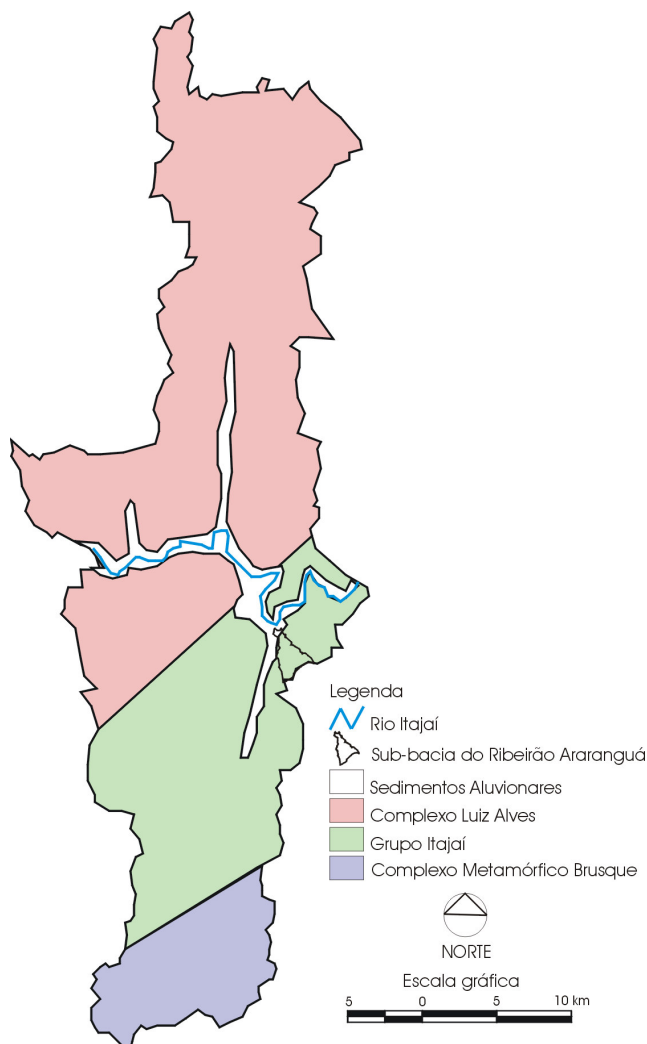 Legenda
Rio Itajaí
Sub-bacia do Ribeirão Araranguá
Sedimentos Aluvionares
Complexo Luiz Alves
Grupo Itajaí
Complexo Metamórfico Brusque
NORTE
Escala gráfica
5 0 5 10 km